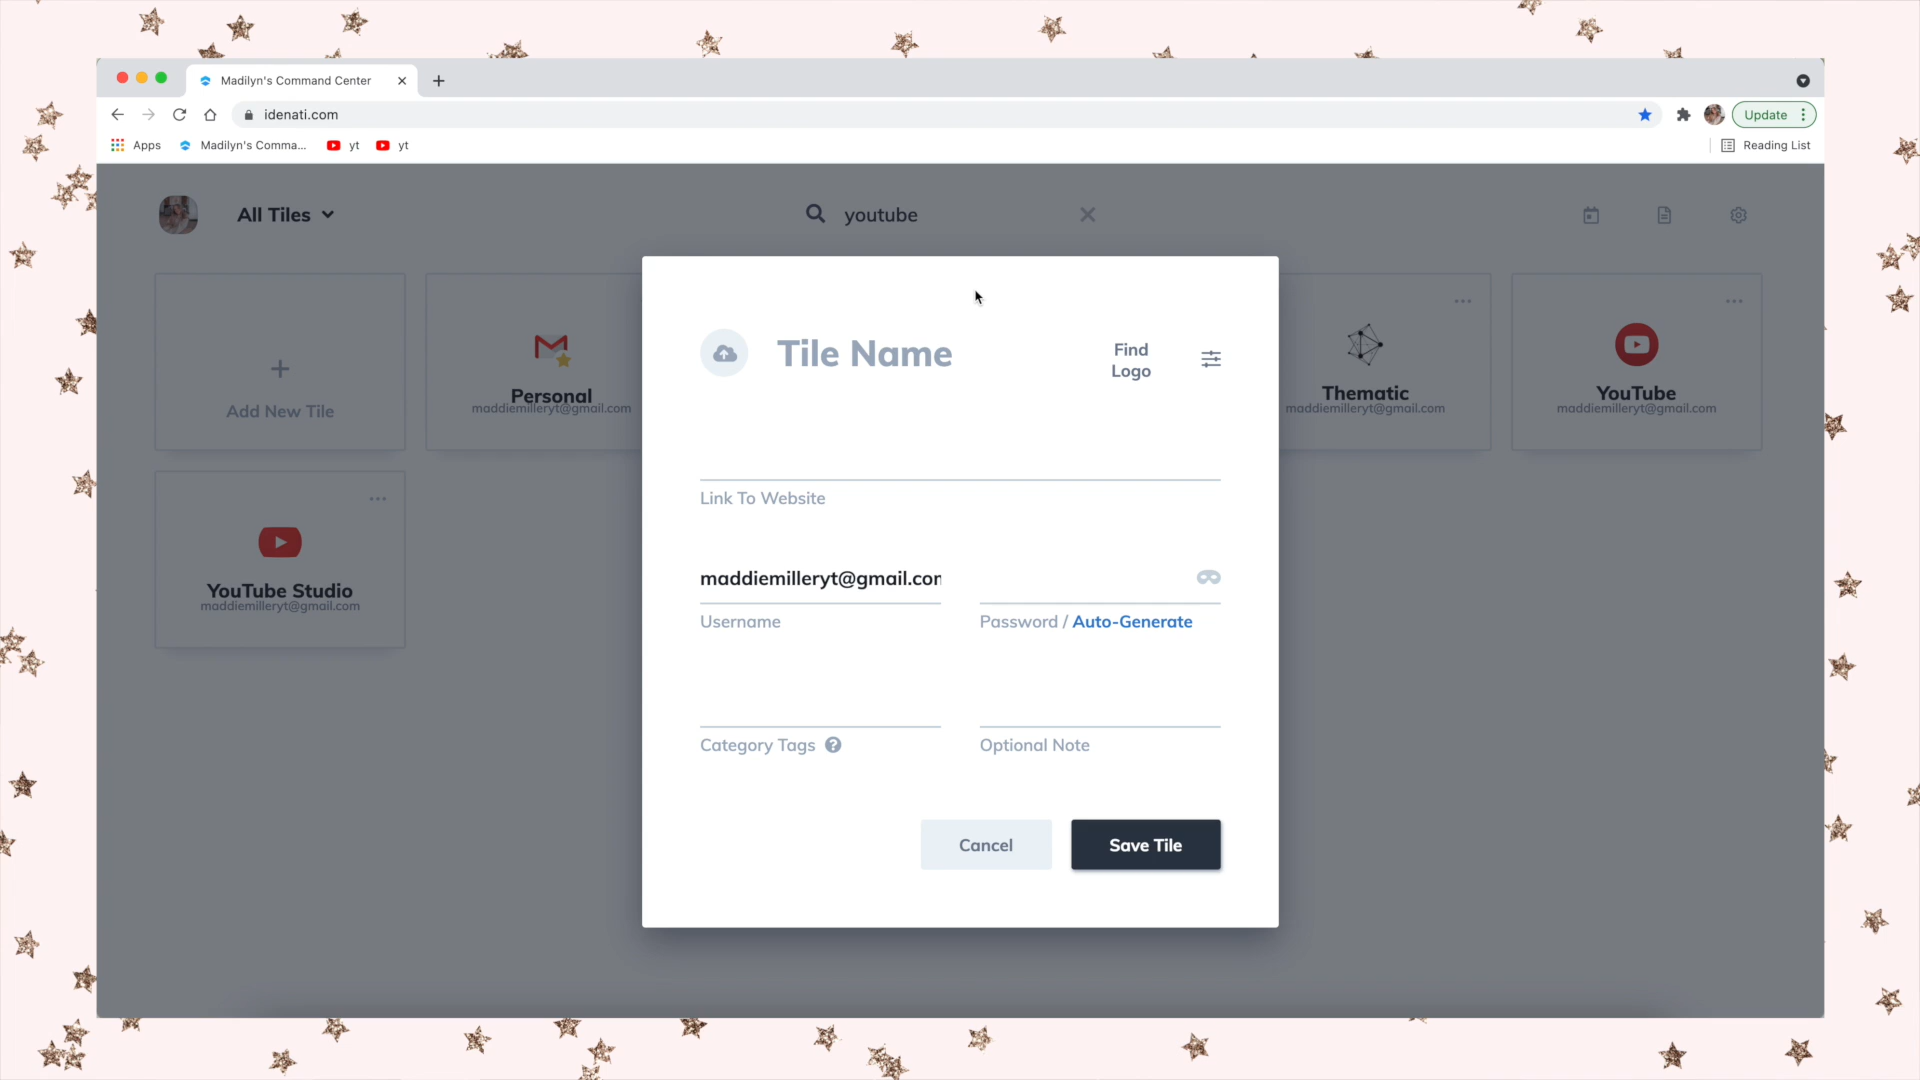 Madilyn's Command Center
idenati.com
Update
Apps
Madilyn's Comma...
yt
yt
Reading List
All Tiles
youtube
Add New Tile
Personal
maddiemilleryt@gmail.com
Thematic
maddiemilleryt@gmail.com
YouTube
maddiemilleryt@gmail.com
YouTube Studio
maddiemilleryt@gmail.com
Tile Name
Find
Logo
Link To Website
maddiemilleryt@gmail.com
Username
Password / Auto-Generate
Category Tags ?
Optional Note
Cancel
Save Tile